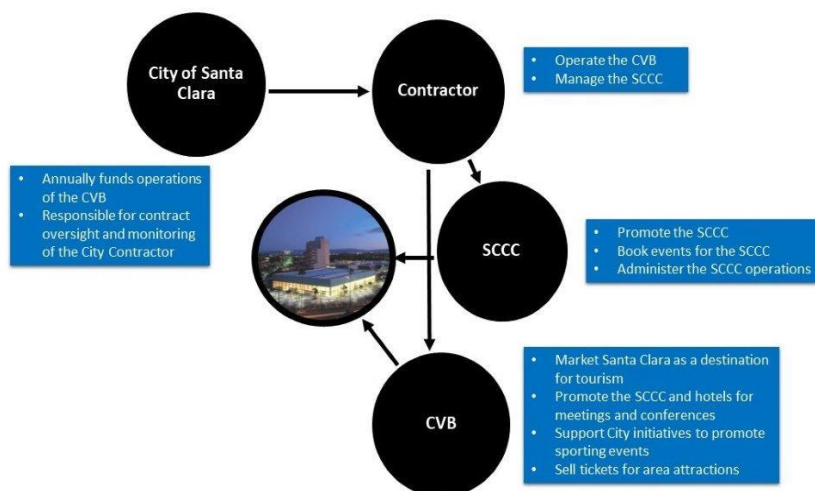 City of Santa
Clara
Contractor
• Operate the CVB
• Manage the SCCC
• Annually funds operations
of the CVB
• Responsible for contract
oversight and monitoring
of the City Contractor
SCCC
• Promote the SCCC
• Book events for the SCCC
• Administer the SCCC operations
CVB
• Market Santa Clara as a destination
for tourism
• Promote the SCCC and hotels for
meetings and conferences
• Support City initiatives to promote
sporting events
• Sell tickets for area attractions